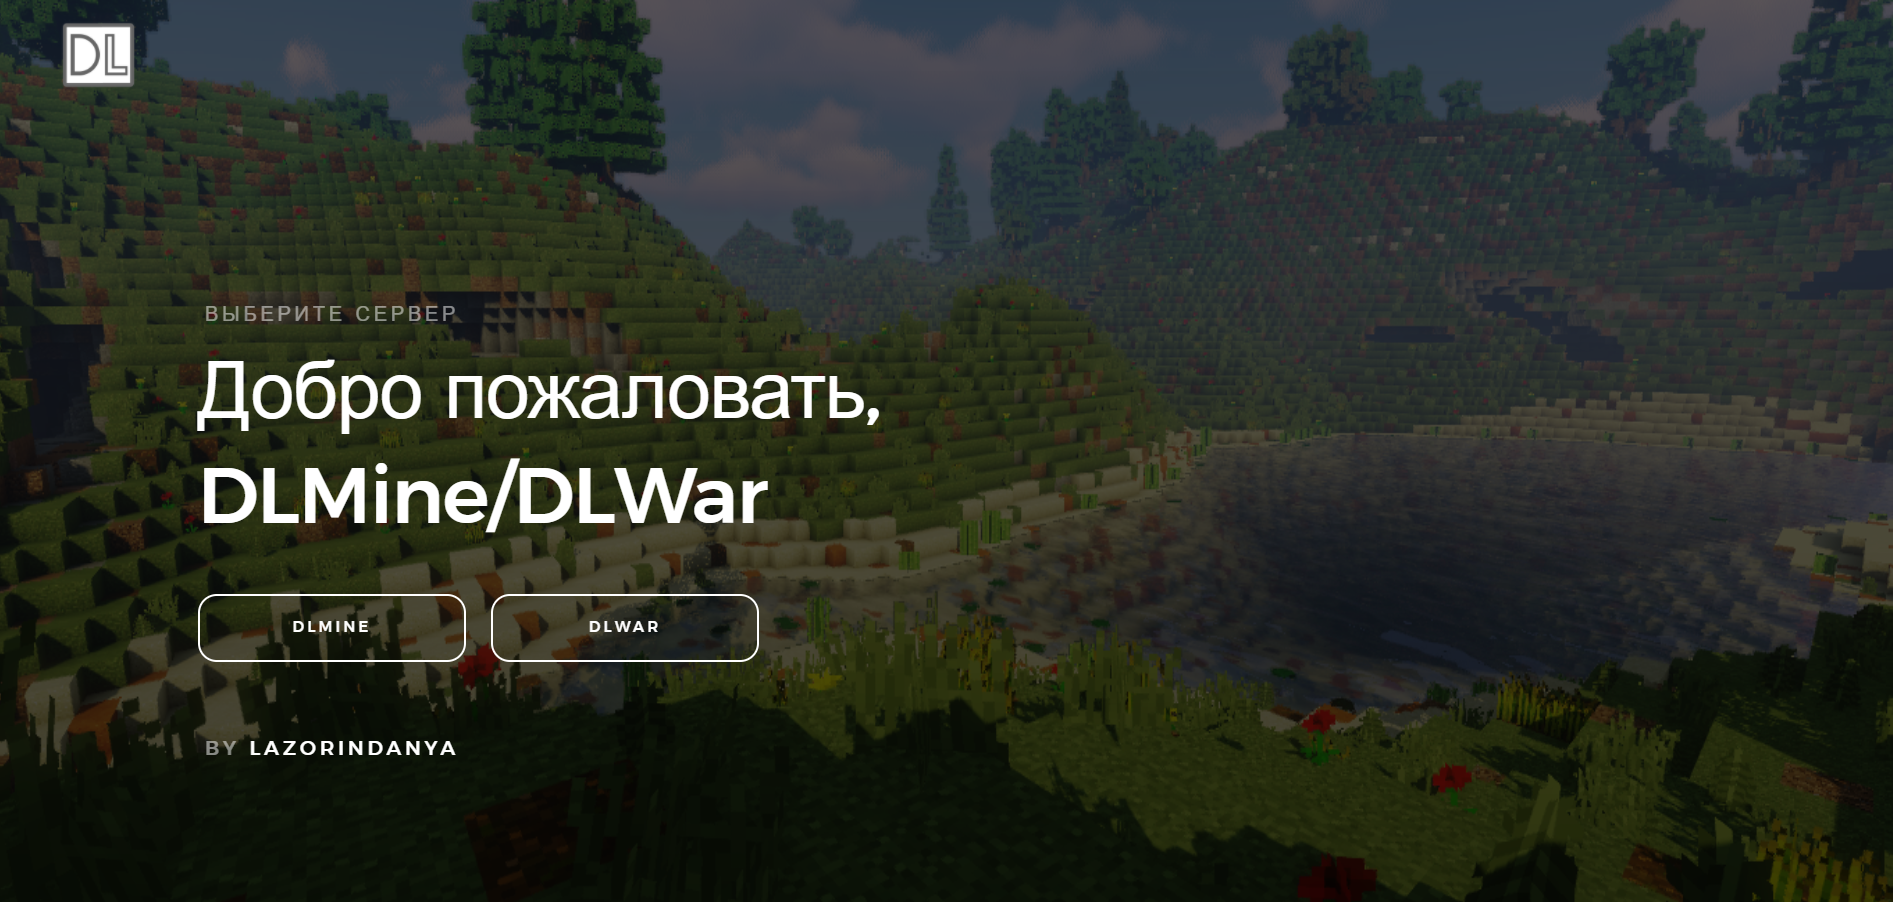 DL
ВЫБЕРИТЕ СЕРВЕР
Добро пожаловать,
DLMine/DLWar
DLMINE
DLWAR
BY LAZORINDANYA